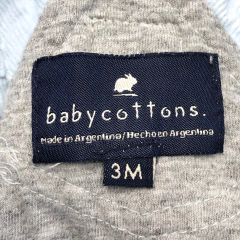 babycottons.
Made in Argentina/Hecho en Argentina
3M